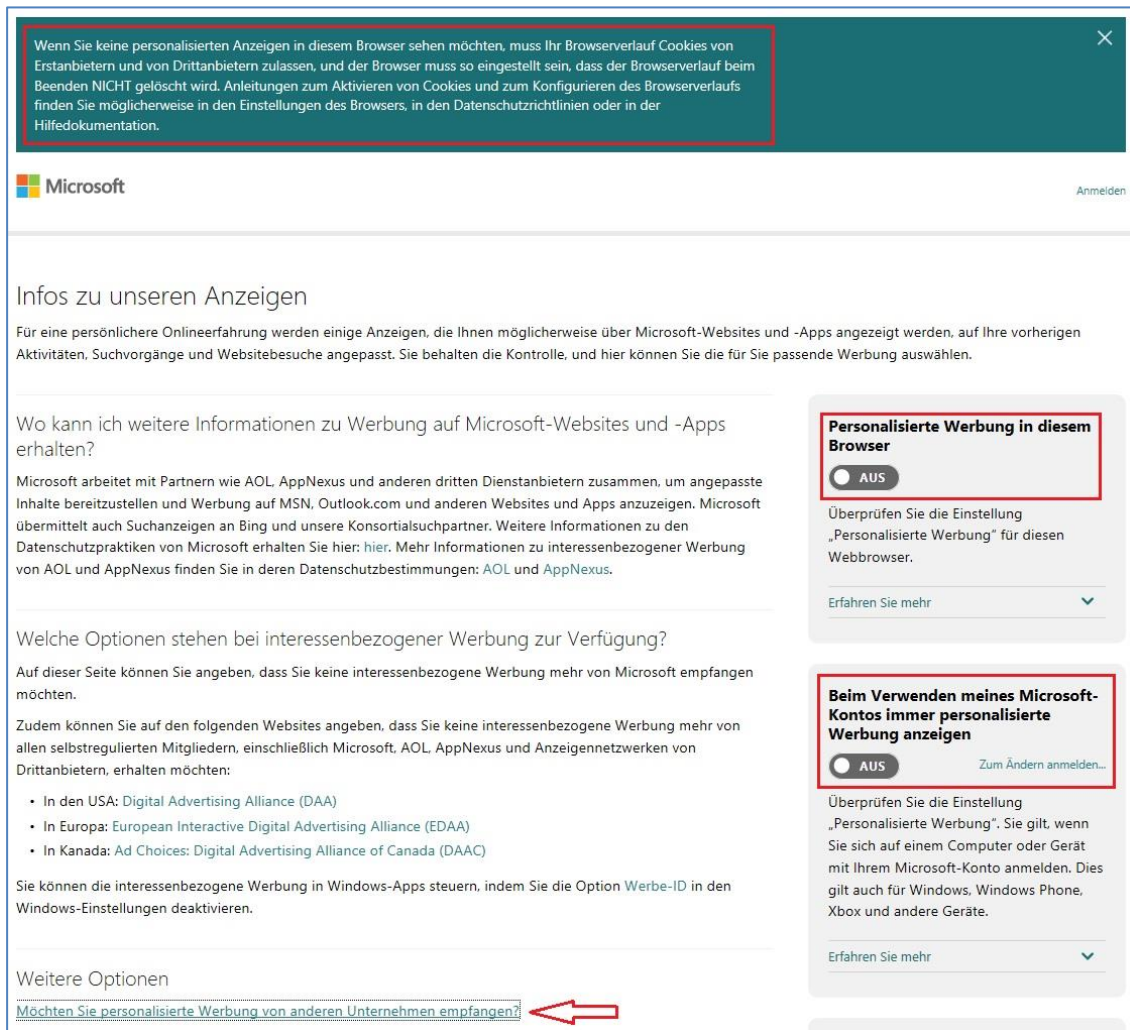 Wenn Sie keine personalisierten Anzeigen in diesem Browser sehen möchten, muss Ihr Browserverlauf Cookies von
Erstanbietern und von Drittanbietern zulassen, und der Browser muss so eingestellt sein, dass der Browserverlauf beim
Beenden NICHT gelöscht wird. Anleitungen zum Aktivieren von Cookies und zum Konfigurieren des Browserverlaufs
finden Sie möglicherweise in den Einstellungen des Browsers, in den Datenschutzrichtlinien oder in der
Hilfedokumentation.
Microsoft
Anmelden
Infos zu unseren Anzeigen
Für eine persönlichere Onlineerfahrung werden einige Anzeigen, die Ihnen möglicherweise über Microsoft-Websites und -Apps angezeigt werden, auf Ihre vorherigen
Aktivitäten, Suchvorgänge und Websitebesuche angepasst. Sie behalten die Kontrolle, und hier können Sie die für Sie passende Werbung auswählen.
Wo kann ich weitere Informationen zu Werbung auf Microsoft-Websites und -Apps
erhalten?
Microsoft arbeitet mit Partnern wie AOL, AppNexus und anderen dritten Dienstanbietern zusammen, um angepasste
Inhalte bereitzustellen und Werbung auf MSN, Outlook.com und anderen Websites und Apps anzuzeigen. Microsoft
übermittelt auch Suchanzeigen an Bing und unsere Konsortialsuchpartner. Weitere Informationen zu den
Datenschutzpraktiken von Microsoft erhalten Sie hier: hier. Mehr Informationen zu interessenbezogener Werbung
von AOL und AppNexus finden Sie in deren Datenschutzbestimmungen: AOL und AppNexus.
Welche Optionen stehen bei interessenbezogener Werbung zur Verfügung?
Auf dieser Seite können Sie angeben, dass Sie keine interessenbezogene Werbung mehr von Microsoft empfangen
möchten.
Zudem können Sie auf den folgenden Websites angeben, dass Sie keine interessenbezogene Werbung mehr von
allen selbstregulierten Mitgliedern, einschließlich Microsoft, AOL, AppNexus und Anzeigennetzwerken von
Drittanbietern, erhalten möchten:
• In den USA: Digital Advertising Alliance (DAA)
• In Europa: European Interactive Digital Advertising Alliance (EDAA)
• In Kanada: Ad Choices: Digital Advertising Alliance of Canada (DAAC)
Sie können die interessenbezogene Werbung in Windows-Apps steuern, indem Sie die Option Werbe-ID in den
Windows-Einstellungen deaktivieren.
Weitere Optionen
Möchten Sie personalisierte Werbung von anderen Unternehmen empfangen?
Personalisierte Werbung in diesem
Browser
AUS
Überprüfen Sie die Einstellung
„Personalisierte Werbung“ für diesen
Webbrowser.
Erfahren Sie mehr
Beim Verwenden meines Microsoft-
Kontos immer personalisierte
Werbung anzeigen
AUS Zum Ändern anmelden...
Überprüfen Sie die Einstellung
„Personalisierte Werbung“. Sie gilt, wenn
Sie sich auf einem Computer oder Gerät
mit Ihrem Microsoft-Konto anmelden. Dies
gilt auch für Windows, Windows Phone,
Xbox und andere Geräte.
Erfahren Sie mehr